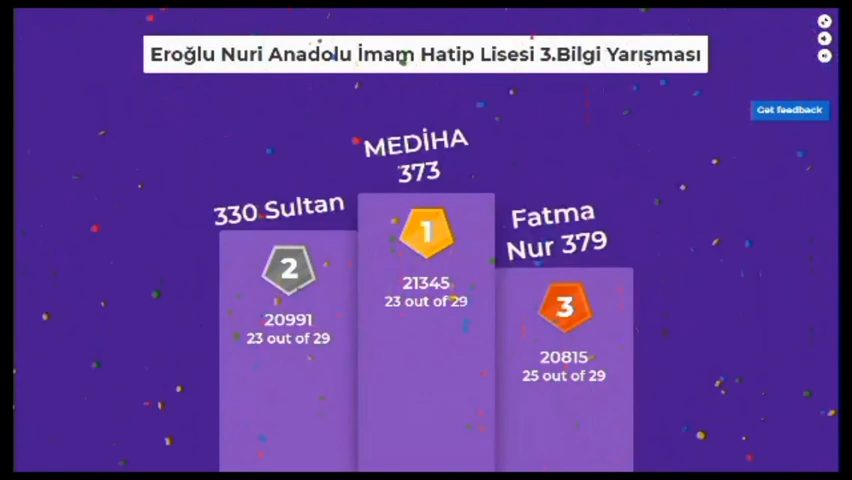 Eroğlu Nuri Anadolu İmam Hatip Lisesi 3.Bilgi Yarışması
Get feedback
MEDİHA
373
330 Sultan
Fatma
Nur 379
1
2
3
21345
23 out of 29
20991
23 out of 29
20815
25 out of 29